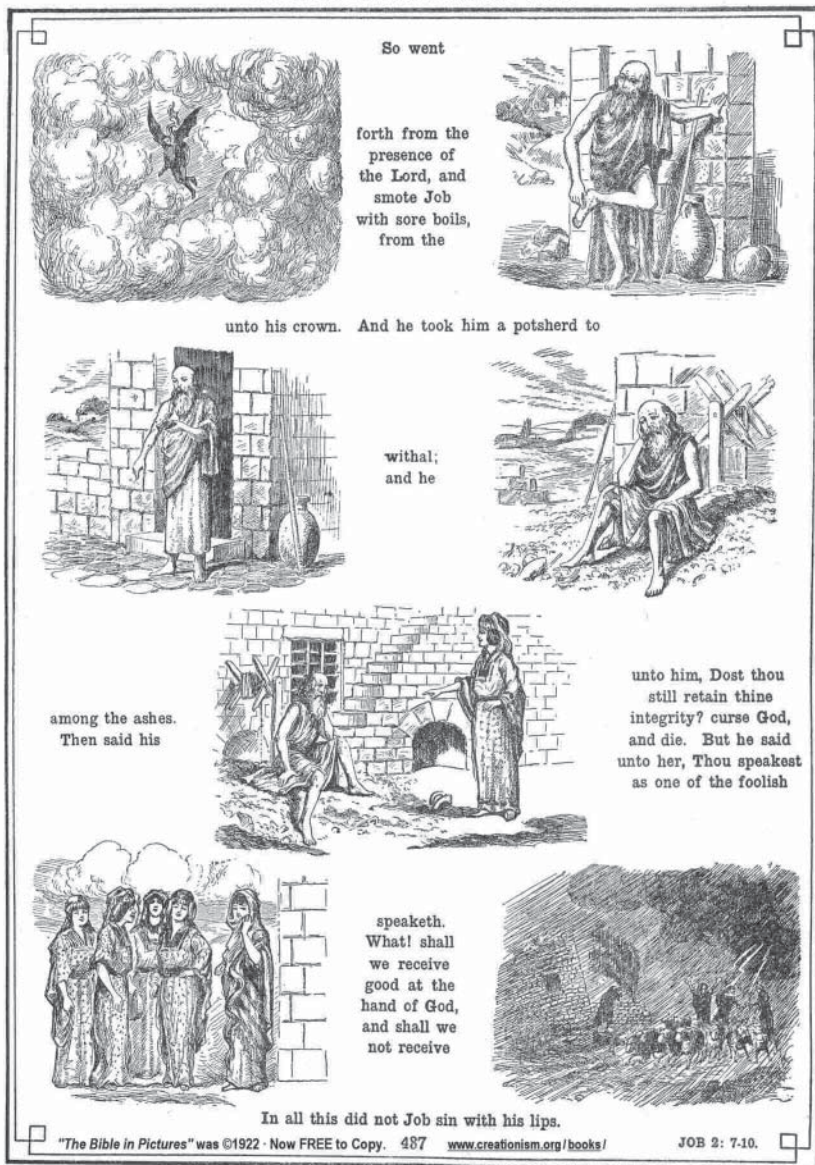 So went
forth from the
presence of
the Lord, and
smote Job
with sore boils,
from the
unto his crown. And he took him a potsherd to
withal;
and he
among the ashes.
Then said his
unto him, Dost thou
still retain thine
integrity? curse God,
and die. But he said
unto her, Thou speakest
as one of the foolish
speaketh.
What! shall
we receive
good at the
hand of God,
and shall we
not receive
In all this did not Job sin with his lips.
"The Bible in Pictures" was ©1922 · Now FREE to Copy. 437 www.creationism.org/books/ JOB 2: 7-10.